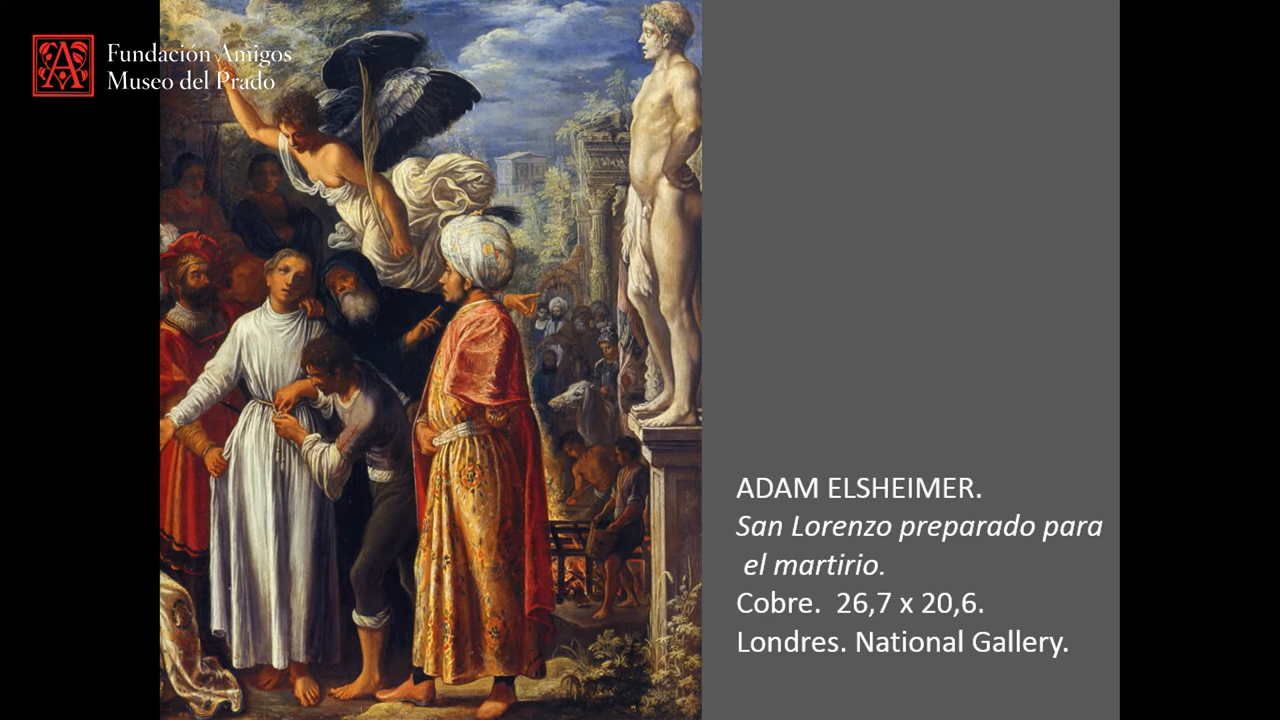 Fundación Amigos
Museo del Prado
ADAM ELSHEIMER.
San Lorenzo preparado para
el martirio.
Cobre. 26,7 x 20,6.
Londres. National Gallery.